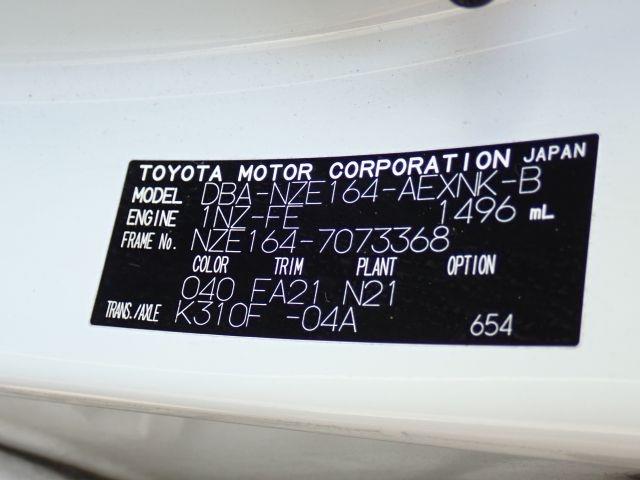 TOYOTA MOTOR CORPORATION JAPAN
MODEL DBA-NZE164-AEXNK-B
ENGINE 1NZ-FE 1496 mL
FRAME No. NZE164-7073368
COLOR TRIM PLANT OPTION
040 EA21 N21
TRANS./AXLE K310F -04A 654